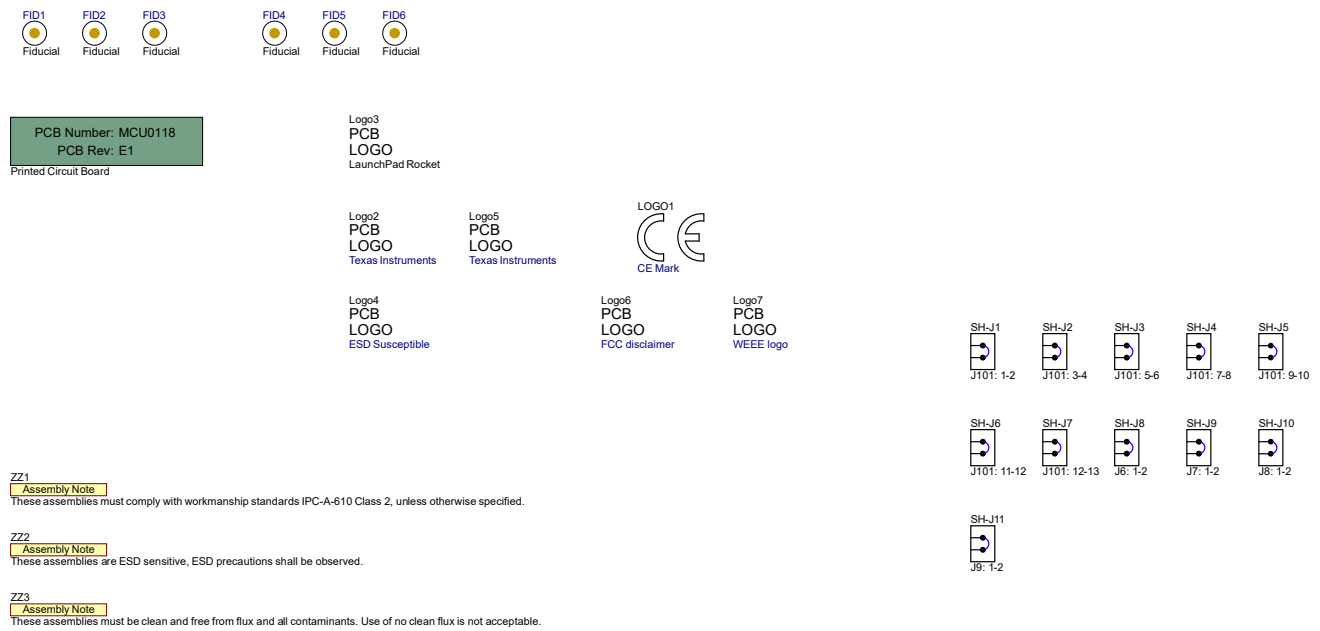 FID1 FID2 FID3 FID4 FID5 FID6
Fiducial Fiducial Fiducial Fiducial Fiducial Fiducial
PCB Number: MCU0118
PCB Rev: E1
Printed Circuit Board
Logo3
PCB
LOGO
LaunchPad Rocket
Logo2
PCB
LOGO
Texas Instruments
Logo5
PCB
LOGO
Texas Instruments
LOGO1
CE
CE Mark
Logo4
PCB
LOGO
ESD Susceptible
Logo6
PCB
LOGO
FCC disclaimer
Logo7
PCB
LOGO
WEEE logo
SH-J1 SH-J2 SH-J3 SH-J4 SH-J5
J101: 1-2 J101: 3-4 J101: 5-6 J101: 7-8 J101: 9-10
SH-J6 SH-J7 SH-J8 SH-J9 SH-J10
J101: 11-12 J101: 12-13 J6: 1-2 J7: 1-2 J8: 1-2
SH-J11
J9: 1-2
ZZ1
Assembly Note
These assemblies must comply with workmanship standards IPC-A-610 Class 2, unless otherwise specified.
ZZ2
Assembly Note
These assemblies are ESD sensitive, ESD precautions shall be observed.
ZZ3
Assembly Note
These assemblies must be clean and free from flux and all contaminants. Use of no clean flux is not acceptable.